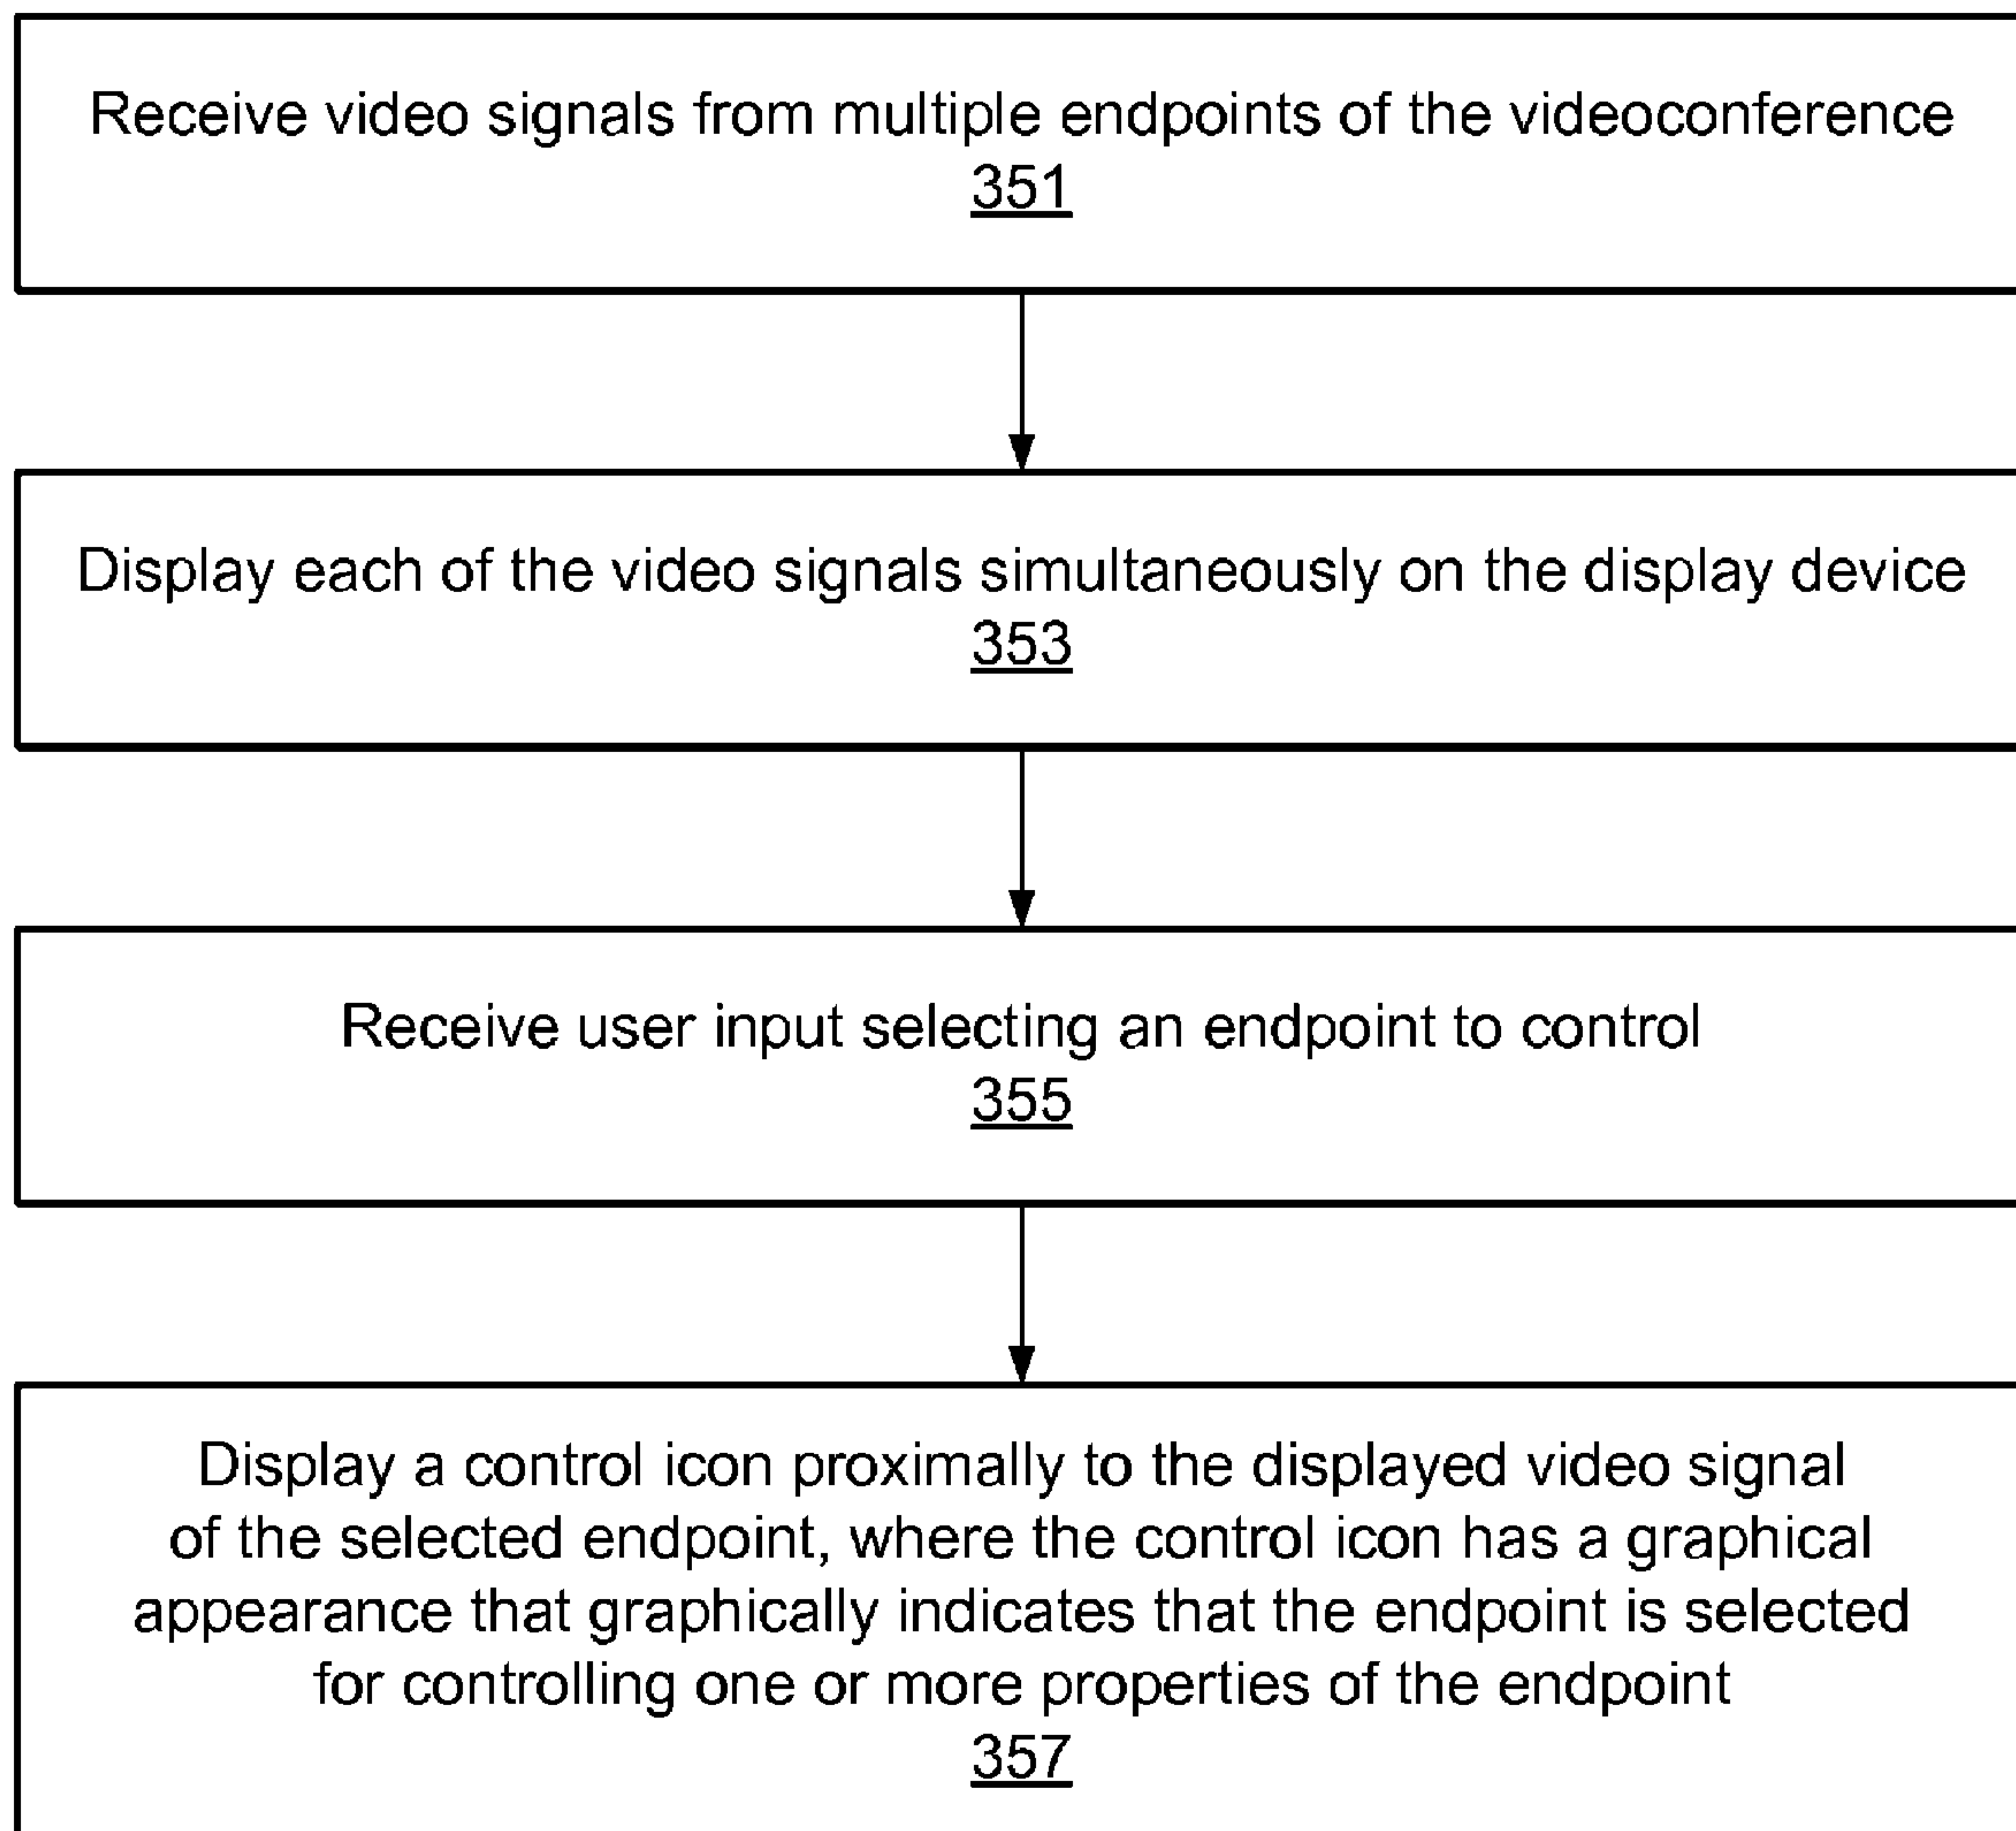 Receive video signals from multiple endpoints of the videoconference
351
Display each of the video signals simultaneously on the display device
353
Receive user input selecting an endpoint to control
355
Display a control icon proximally to the displayed video signal
of the selected endpoint, where the control icon has a graphical
appearance that graphically indicates that the endpoint is selected
for controlling one or more properties of the endpoint
357